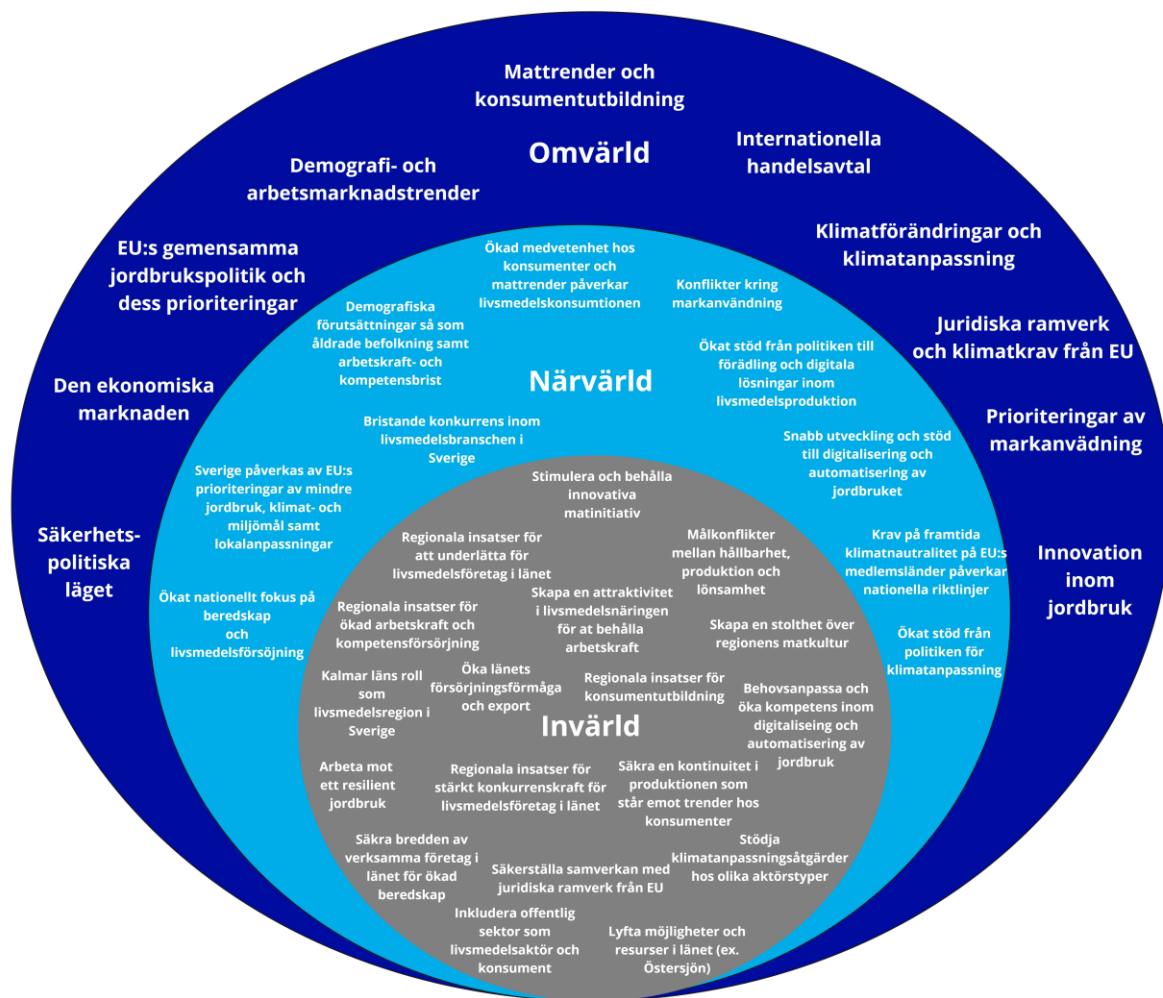 Mattrender och
konsumentutbildning
Omvärld
Internationella
handelsavtal
Demografi- och
arbetsmarknadstrender
Klimatförändringar och
klimatanpassning
EU:s gemensamma
jordbrukspolitik och
dess prioriteringar
Juridiska ramverk
och klimatkrav från EU
Den ekonomiska
marknaden
Prioriteringar av
markanvädning
Säkerhets-
politiska
läget
Innovation
inom
jordbruk
Ökad medvetenhet hos
konsumenter och
mattrender påverkar
livsmedelskonsumtionen
Konflikter kring
markanvändning
Demografiska
förutsättningar så som
åldrade befolkning samt
arbetskraft- och
kompetensbrist
Närvärld
Ökat stöd från politiken till
förädling och digitala
lösningar inom
livsmedelsproduktion
Bristande konkurrens inom
livsmedelsbranschen i
Sverige
Snabb utveckling och stöd
till digitalisering och
automatisering av
jordbruket
Sverige påverkas av EU:s
prioriteringar av mindre
jordbruk, klimat- och
miljömål samt
lokalanpassningar
Krav på framtida
klimatnautralitet på EU:s
medlemsländer påverkar
nationella riktlinjer
Ökat nationellt fokus på
beredskap
och
livsmedelsförsöjning
Ökat stöd från
politiken för
klimatanpassning
Stimulera och behålla
innovativa
matinitiativ
Regionala insatser för
att underlätta för
livsmedelsföretag i länet
Målkonflikter
mellan hållbarhet,
produktion och
lönsamhet
Skapa en attraktivitet
i livsmedelsnäringen
för at behålla
arbetskraft
Regionala insatser för
ökad arbetskraft och
kompetensförsörjning
Skapa en stolthet över
regionens matkultur
Kalmar läns roll
som
livsmedelsregion i
Sverige
Öka länets
försörjningsförmåga
och export
Regionala insatser för
konsumentutbildning
Behovsanpassa och
öka kompetens inom
digitaliseing och
automatisering av
jordbruk
Invärld
Arbeta mot
ett resilient
jordbruk
Regionala insatser för
stärkt konkurrenskraft för
livsmedelsföretag i länet
Säkra en kontinuitet i
produktionen som
står emot trender hos
konsumenter
Säkra bredden av
verksamma företag i
länet för ökad
beredskap
Säkerställa samverkan med
juridiska ramverk från EU
Stödja
klimatanpassningsåtgärder
hos olika aktörstyper
Inkludera offentlig
sektor som
livsmedelsaktör och
konsument
Lyfta möjligheter och
resurser i länet (ex.
Östersjön)